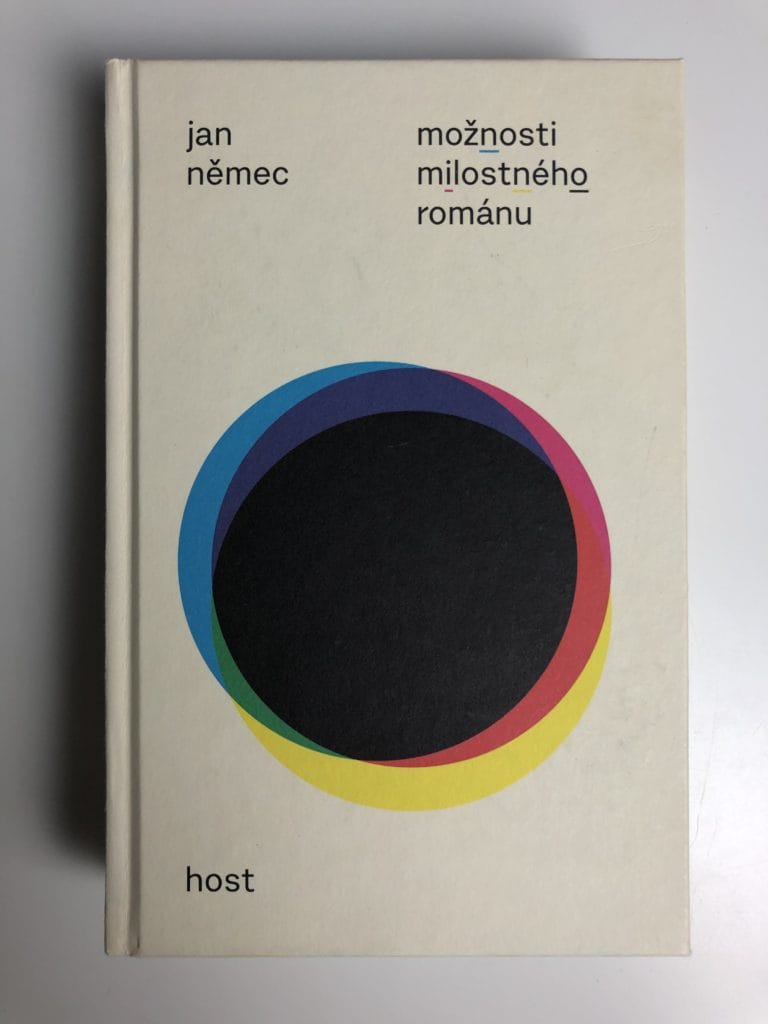 jan
němec
možnosti
milostného
románu
host